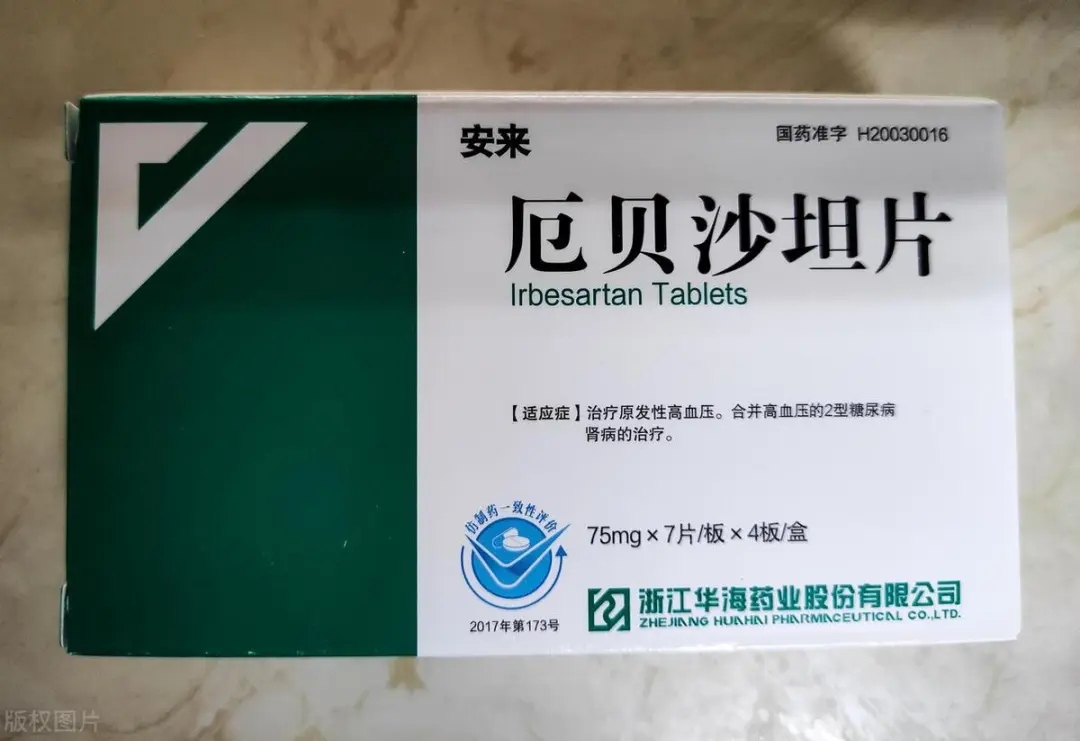 安来
国药准字 H20030016
厄贝沙坦片
Irbesartan Tablets
【适应症】治疗原发性高血压。合并高血压的2型糖尿病
肾病的治疗。
仿制药一致性评价
75mg×7片/板×4板/盒
2017年第173号
浙江华海药业股份有限公司
ZHEJIANG HUAHAI PHARMACEUTICAL CO.,LTD.
版权图片